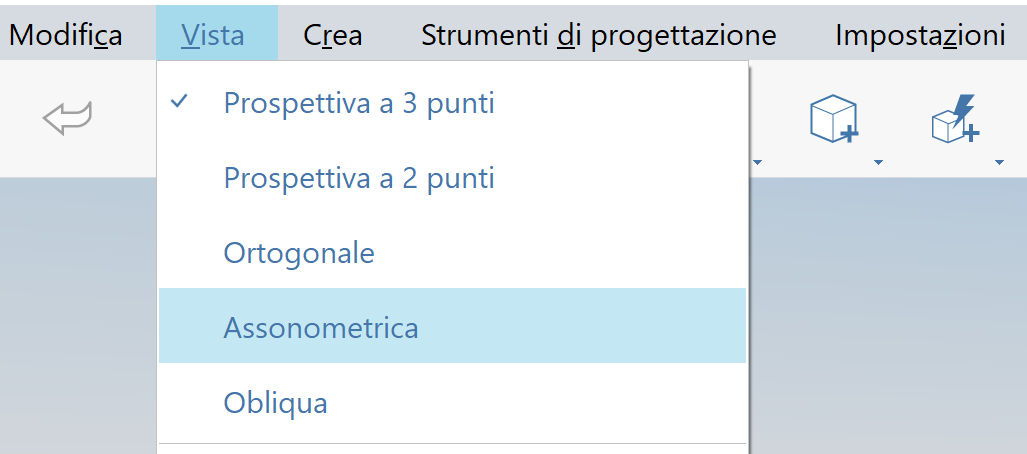 Modifica Vista Crea Strumenti di progettazione Impostazioni
Prospettiva a 3 punti
Prospettiva a 2 punti
Ortogonale
Assonometrica
Obliqua